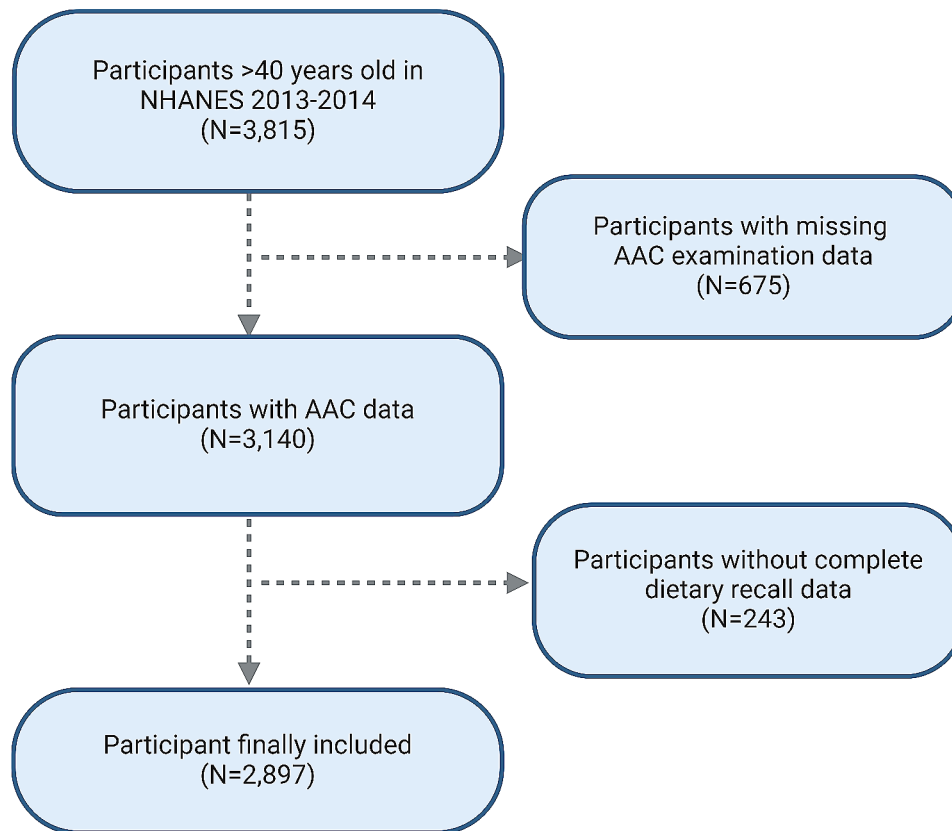 Participants >40 years old in
NHANES 2013-2014
(N=3,815)
Participants with missing
AAC examination data
(N=675)
Participants with AAC data
(N=3,140)
Participants without complete
dietary recall data
(N=243)
Participant finally included
(N=2,897)